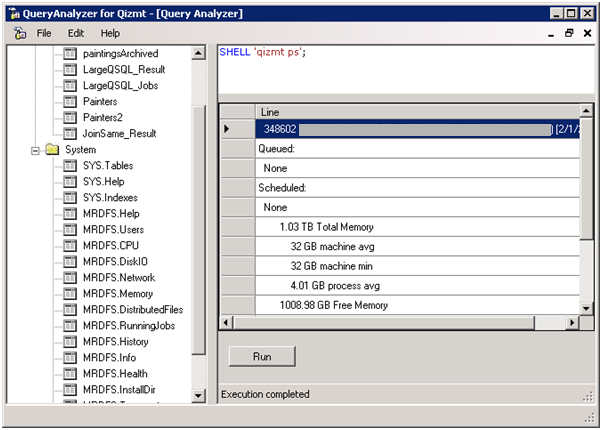 QueryAnalyzer for Qizmt - [Query Analyzer]
File Edit Help
paintingsArchived
LargeQSQL_Result
LargeQSQL_Jobs
Painters
Painters2
JoinSame_Result
System
SYS.Tables
SYS.Help
SYS.Indexes
MRDFS.Help
MRDFS.Users
MRDFS.CPU
MRDFS.DiskIO
MRDFS.Network
MRDFS.Memory
MRDFS.DistributedFiles
MRDFS.RunningJobs
MRDFS.History
MRDFS.Info
MRDFS.Health
MRDFS.InstallDir
SHELL 'qizmt ps';
Line
348602 ) [2/1/
Queued:
None
Scheduled:
None
1.03 TB Total Memory
32 GB machine avg
32 GB machine min
4.01 GB process avg
1008.98 GB Free Memory
Run
Execution completed